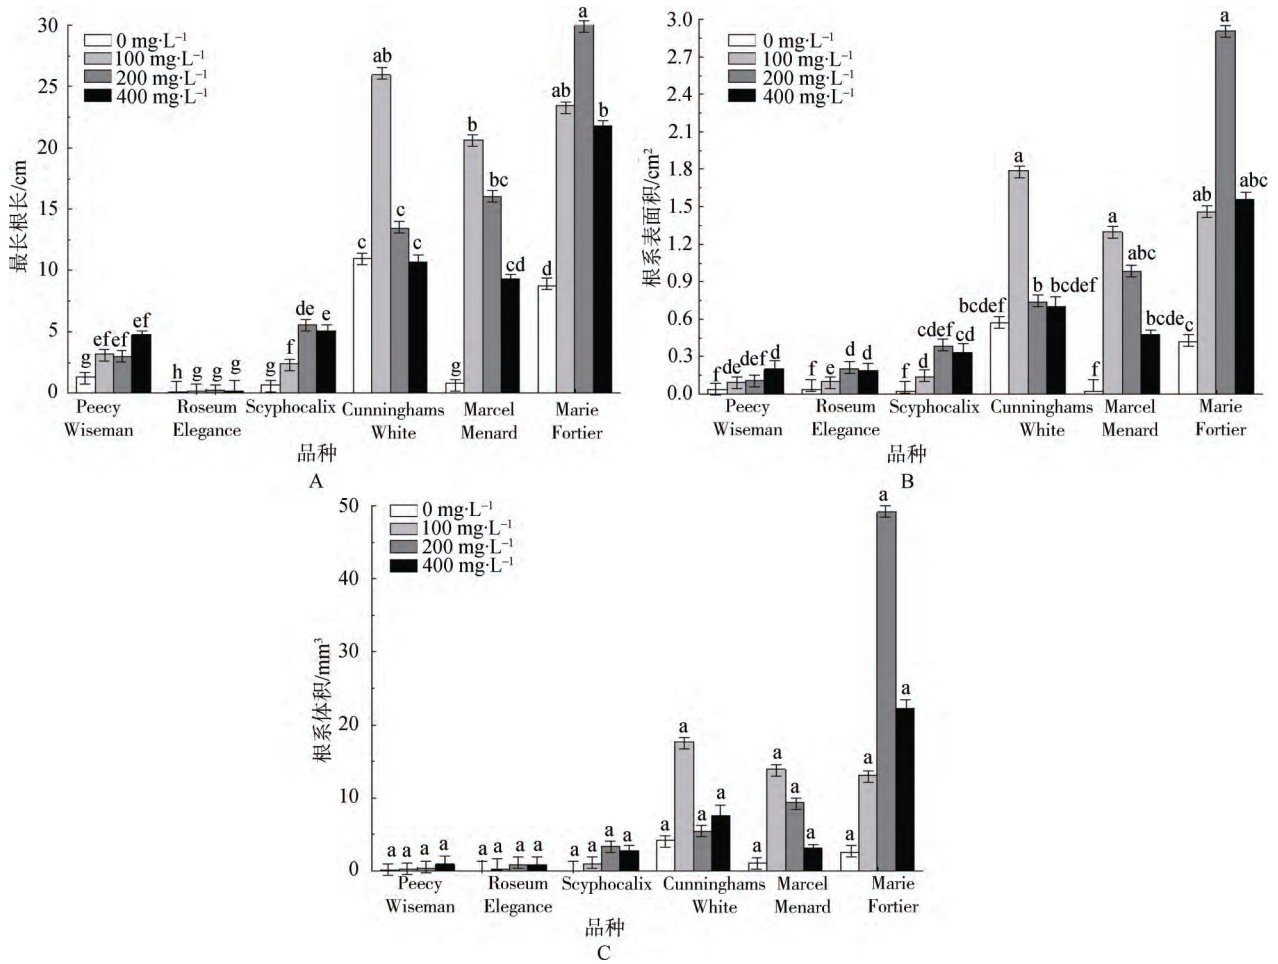 30
25
20
15
10
5
0
最长根长/cm
0 mg·L⁻¹
100 mg·L⁻¹
200 mg·L⁻¹
400 mg·L⁻¹
g ef ef ef
h g g g
g f de e
c ab c c
g b bc cd
d ab a b
Peecy Roseum Scyphocalix Cunninghams Marcel Marie
Wiseman Elegance White Menard Fortier
品种
A
3.0
2.7
2.4
2.1
1.8
1.5
1.2
0.9
0.6
0.3
0.0
根系表面积/cm²
0 mg·L⁻¹
100 mg·L⁻¹
200 mg·L⁻¹
400 mg·L⁻¹
f de def d
f e d d
f d cdef cd
bcdef a b bcdef
f a abc bcde
c ab a abc
Peecy Roseum Scyphocalix Cunninghams Marcel Marie
Wiseman Elegance White Menard Fortier
品种
B
50
40
30
20
10
0
根系体积/mm³
0 mg·L⁻¹
100 mg·L⁻¹
200 mg·L⁻¹
400 mg·L⁻¹
a a a a
a a a a
a a a a
a a a a
a a a a
a a a a
Peecy Roseum Scyphocalix Cunninghams Marcel Marie
Wiseman Elegance White Menard Fortier
品种
C